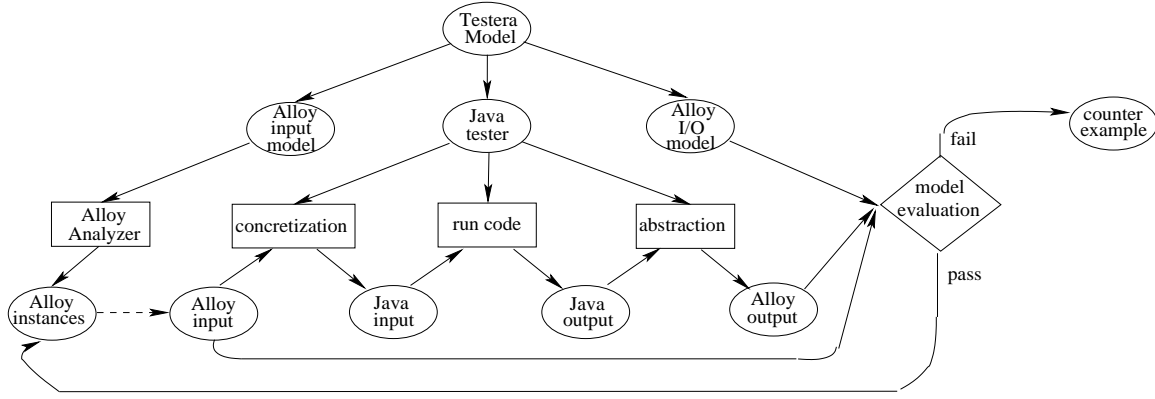 Testera
Model
Alloy
input
model
Java
tester
Alloy
I/O
model
counter
example
fail
model
evaluation
Alloy
Analyzer
concretization
run code
abstraction
pass
Alloy
instances
Alloy
input
Java
input
Java
output
Alloy
output